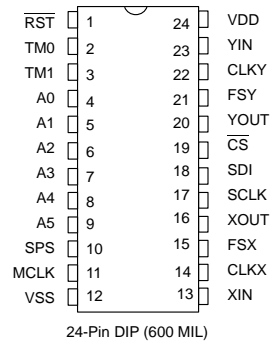 R̅S̅T̅ 1 24 VDD
TM0 2 23 YIN
TM1 3 22 CLKY
A0 4 21 FSY
A1 5 20 YOUT
A2 6 19 C̅S̅
A3 7 18 SDI
A4 8 17 SCLK
A5 9 16 XOUT
SPS 10 15 FSX
MCLK 11 14 CLKX
VSS 12 13 XIN
24-Pin DIP (600 MIL)